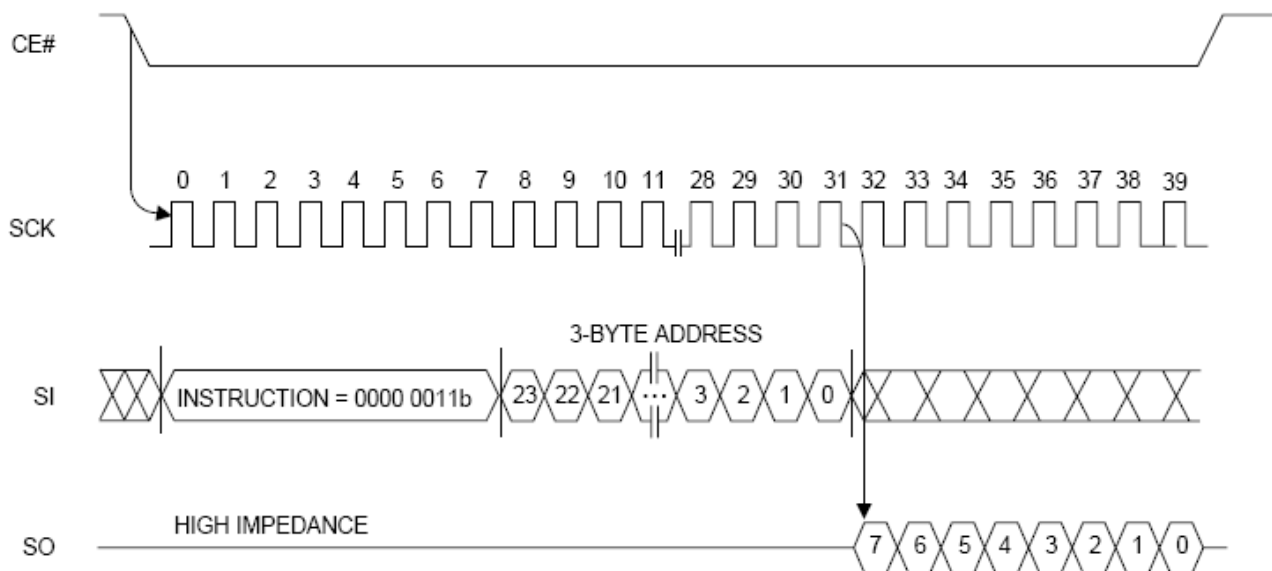 CE#
0 1 2 3 4 5 6 7 8 9 10 11 28 29 30 31 32 33 34 35 36 37 38 39
SCK
3-BYTE ADDRESS
SI INSTRUCTION = 0000 0011b 23 22 21 ... 3 2 1 0
HIGH IMPEDANCE
SO 7 6 5 4 3 2 1 0